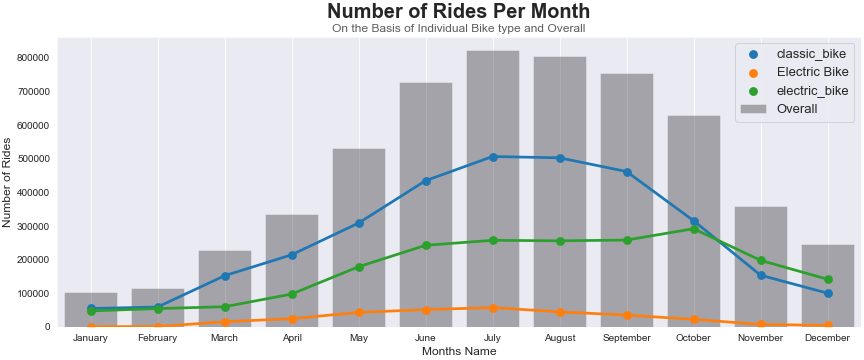 Number of Rides Per Month
On the Basis of Individual Bike type and Overall
classic_bike
Electric Bike
electric_bike
Overall
Number of Rides
800000
700000
600000
500000
400000
300000
200000
100000
0
January February March April May June July August September October November December
Months Name